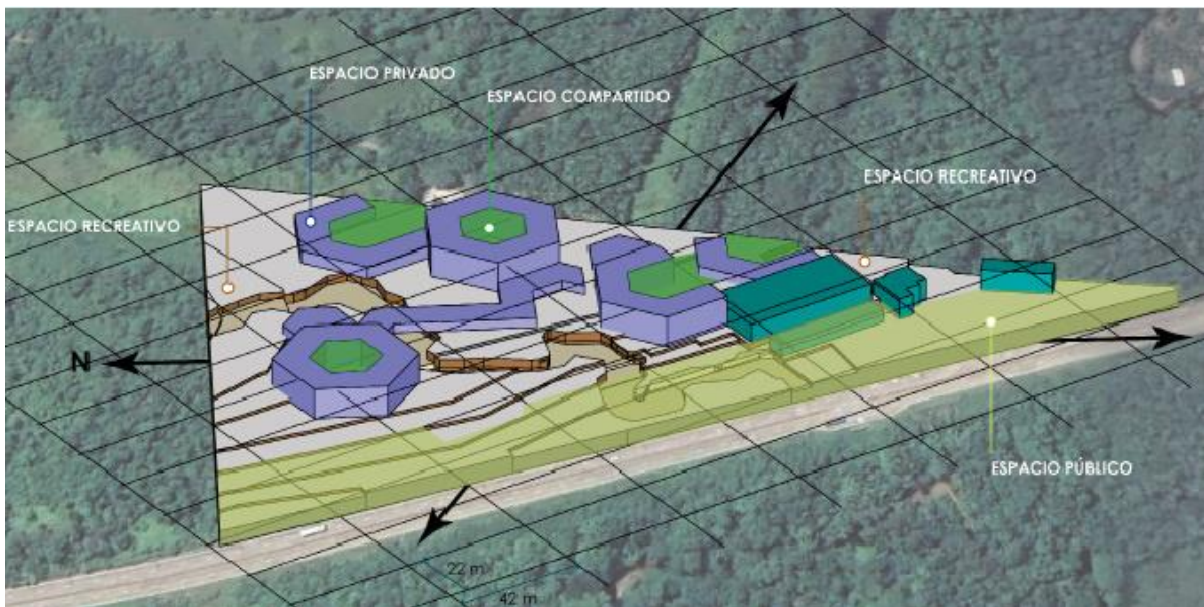 ESPACIO PRIVADO
ESPACIO COMPARTIDO
ESPACIO RECREATIVO
ESPACIO RECREATIVO
N
ESPACIO PÚBLICO
22 m
42 m